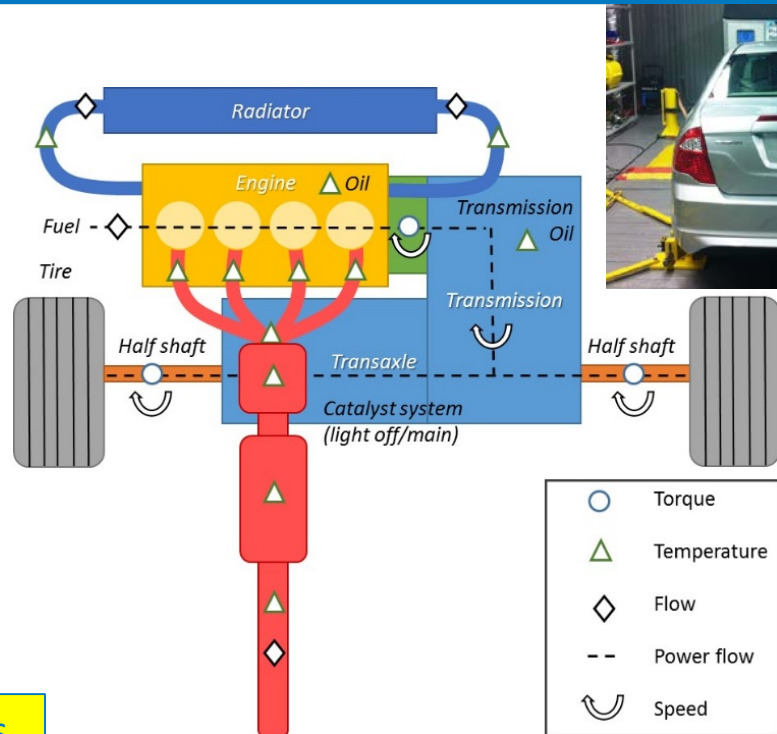 Radiator
Engine
Oil
Fuel
Transmission
Oil
Tire
Transmission
Half shaft
Transaxle
Half shaft
Catalyst system
(light off/main)
Torque
Temperature
Flow
Power flow
Speed